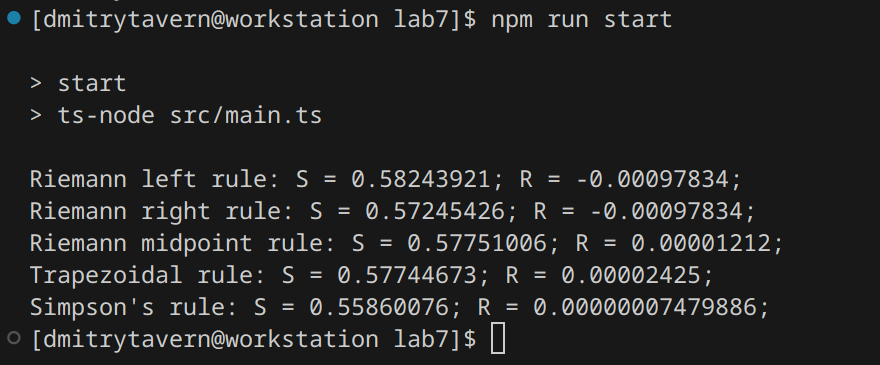 [dmitrytavern@workstation lab7]$ npm run start
> start
> ts-node src/main.ts
Riemann left rule: S = 0.58243921; R = -0.00097834;
Riemann right rule: S = 0.57245426; R = -0.00097834;
Riemann midpoint rule: S = 0.57751006; R = 0.00001212;
Trapezoidal rule: S = 0.57744673; R = 0.00002425;
Simpson's rule: S = 0.55860076; R = 0.00000007479886;
[dmitrytavern@workstation lab7]$